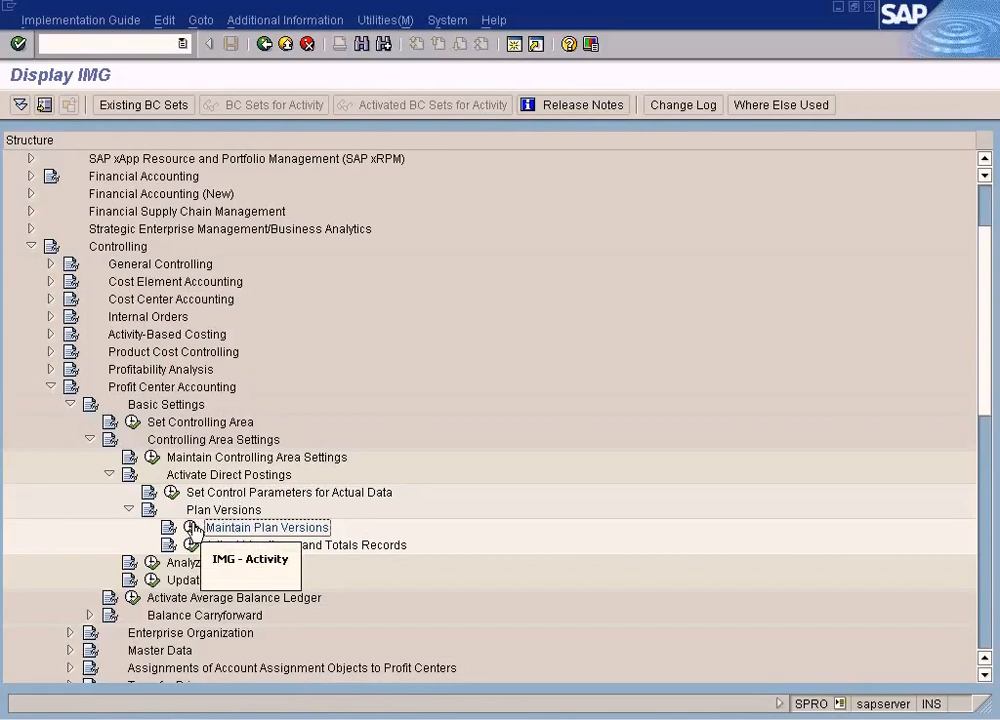 Implementation Guide Edit Goto Additional Information Utilities(M) System Help
SAP
Display IMG
Existing BC Sets BC Sets for Activity Activated BC Sets for Activity Release Notes Change Log Where Else Used
Structure
SAP xApp Resource and Portfolio Management (SAP xRPM)
Financial Accounting
Financial Accounting (New)
Financial Supply Chain Management
Strategic Enterprise Management/Business Analytics
Controlling
General Controlling
Cost Element Accounting
Cost Center Accounting
Internal Orders
Activity-Based Costing
Product Cost Controlling
Profitability Analysis
Profit Center Accounting
Basic Settings
Set Controlling Area
Controlling Area Settings
Maintain Controlling Area Settings
Activate Direct Postings
Set Control Parameters for Actual Data
Plan Versions
Maintain Plan Versions
and Totals Records
IMG - Activity
Analyz
Updat
Activate Average Balance Ledger
Balance Carryforward
Enterprise Organization
Master Data
Assignments of Account Assignment Objects to Profit Centers
SPRO sapserver INS